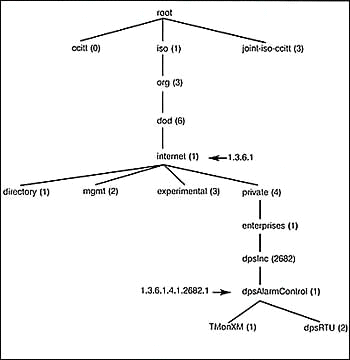 root
ccitt (0) iso (1) joint-iso-ccitt (3)
org (3)
dod (6)
internet (1) 1.3.6.1
directory (1) mgmt (2) experimental (3) private (4)
enterprises (1)
dpsInc (2682)
1.3.6.1.4.1.2682.1 dpsAlarmControl (1)
TMonXM (1) dpsRTU (2)